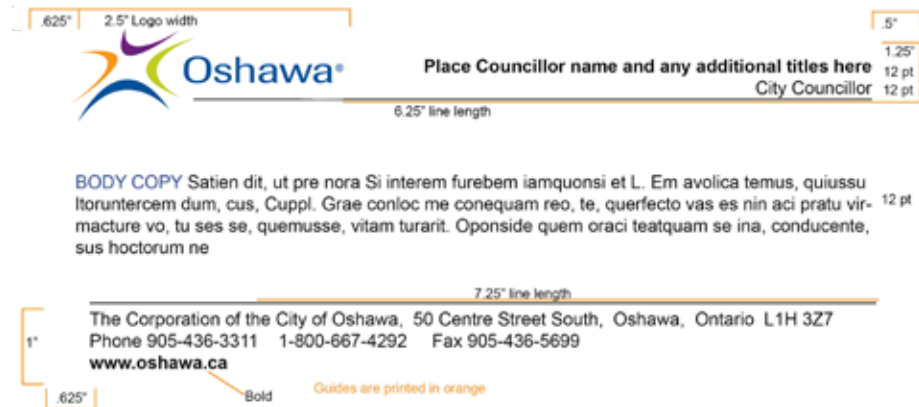 .625" 2.5" Logo width .5"
1.25"
Oshawa®
Place Councillor name and any additional titles here 12 pt
City Councillor 12 pt
6.25" line length
BODY COPY Satien dit, ut pre nora Si interem furebem iamquonsi et L. Em avolica temus, quiussu
Itoruntercem dum, cus, Cuppl. Grae conloc me conequam reo, te, querfecto vas es nin aci pratu vir- 12 pt
macture vo, tu ses se, quemusse, vitam turarit. Oponside quem oraci teatquam se ina, conducente,
sus hoctorum ne
7.25" line length
The Corporation of the City of Oshawa, 50 Centre Street South, Oshawa, Ontario L1H 3Z7
1" Phone 905-436-3311 1-800-667-4292 Fax 905-436-5699
www.oshawa.ca
.625" Bold Guides are printed in orange